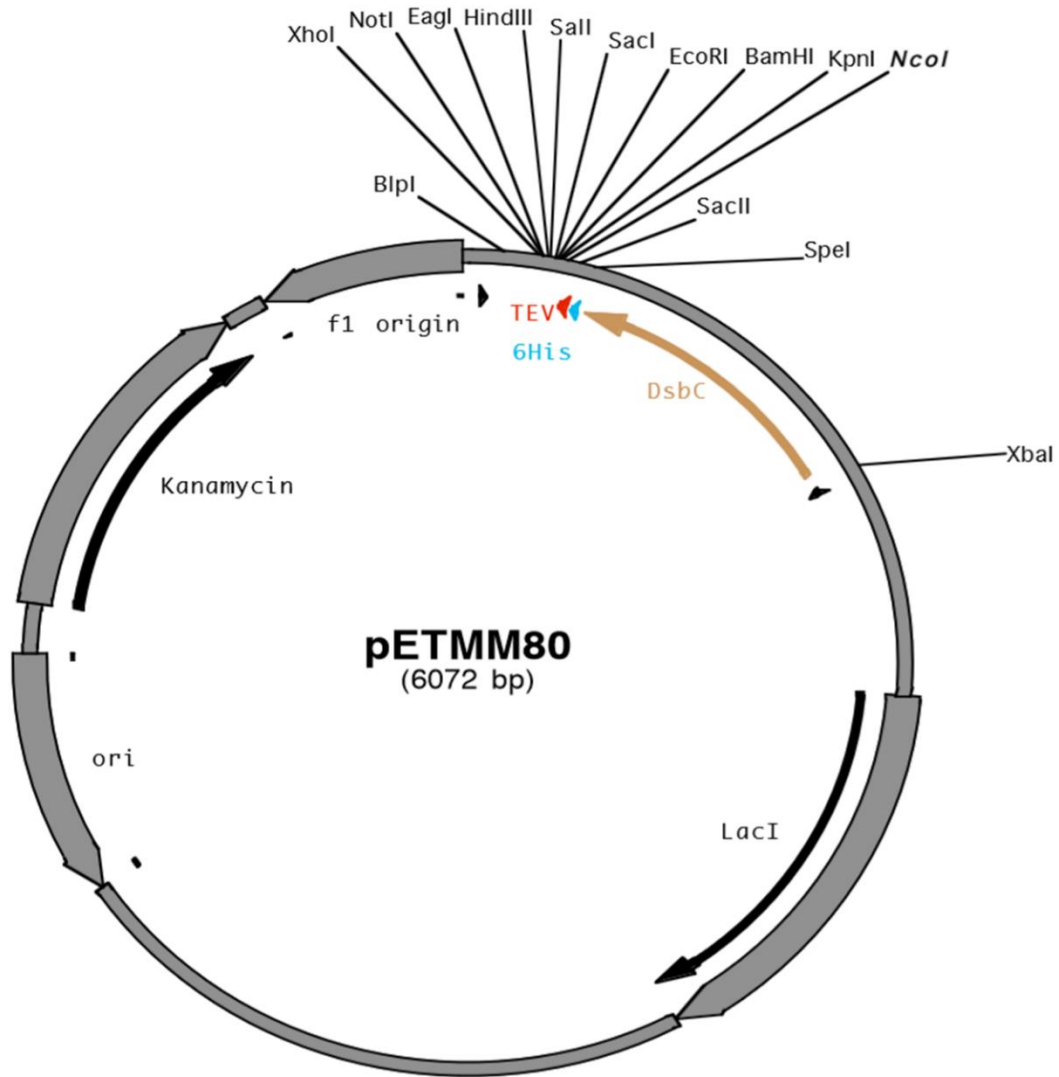 XhoI
NotI
EagI
HindIII
SalI
SacI
EcoRI
BamHI
KpnI
NcoI
BlpI
SacII
SpeI
TEV
f1 origin
6His
DsbC
XbaI
Kanamycin
pETMM80
(6072 bp)
ori
LacI